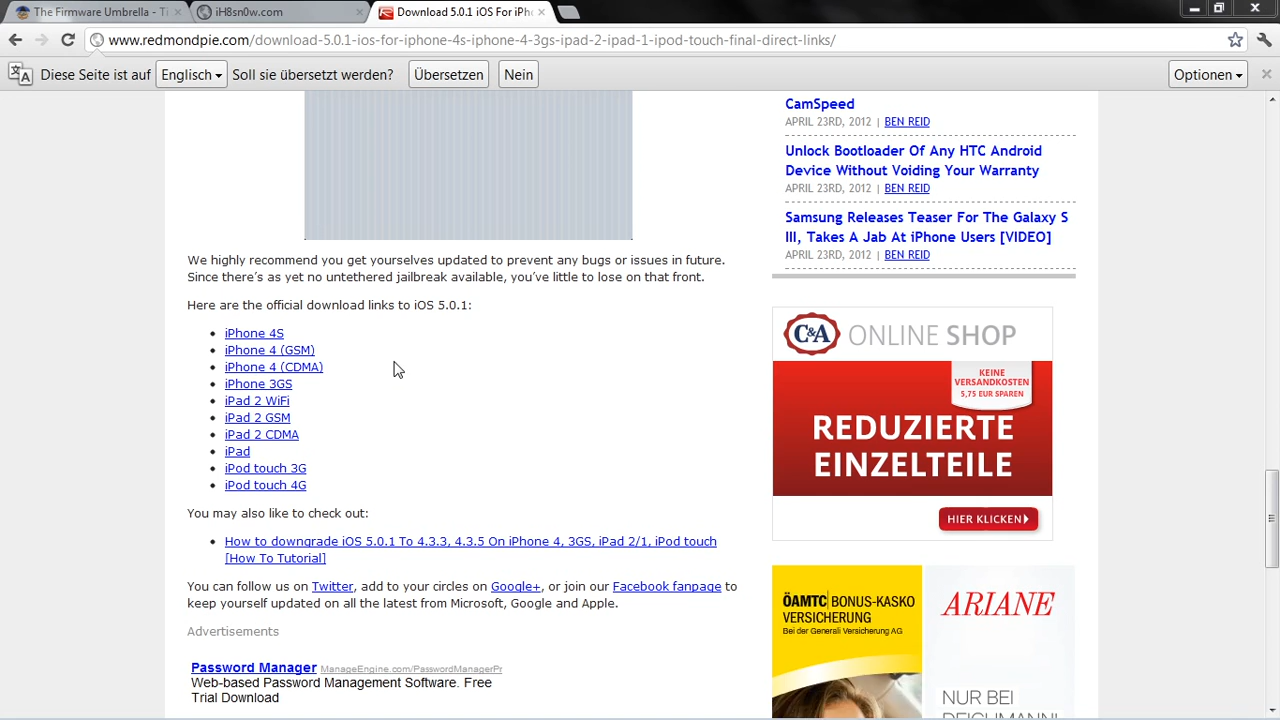 The Firmware Umbrella - Ti
iH8sn0w.com
Download 5.0.1 iOS For iPh
www.redmondpie.com/download-5.0.1-ios-for-iphone-4s-iphone-4-3gs-ipad-2-ipad-1-ipod-touch-final-direct-links/
Diese Seite ist auf Englisch Soll sie übersetzt werden? Übersetzen Nein Optionen
We highly recommend you get yourselves updated to prevent any bugs or issues in future.
Since there's as yet no untethered jailbreak available, you've little to lose on that front.
Here are the official download links to iOS 5.0.1:
• iPhone 4S
• iPhone 4 (GSM)
• iPhone 4 (CDMA)
• iPhone 3GS
• iPad 2 WiFi
• iPad 2 GSM
• iPad 2 CDMA
• iPad
• iPod touch 3G
• iPod touch 4G
You may also like to check out:
• How to downgrade iOS 5.0.1 To 4.3.3, 4.3.5 On iPhone 4, 3GS, iPad 2/1, iPod touch
[How To Tutorial]
You can follow us on Twitter, add to your circles on Google+, or join our Facebook fanpage to
keep yourself updated on all the latest from Microsoft, Google and Apple.
Advertisements
Password Manager ManageEngine.com/PasswordManagerPr
Web-based Password Management Software. Free
Trial Download
CamSpeed
APRIL 23RD, 2012 | BEN REID
Unlock Bootloader Of Any HTC Android
Device Without Voiding Your Warranty
APRIL 23RD, 2012 | BEN REID
Samsung Releases Teaser For The Galaxy S
III, Takes A Jab At iPhone Users [VIDEO]
APRIL 23RD, 2012 | BEN REID
C&A ONLINE SHOP
KEINE
VERSANDKOSTEN
5,75 EUR SPAREN
REDUZIERTE
EINZELTEILE
HIER KLICKEN
ÖAMTC BONUS-KASKO
VERSICHERUNG
Bei der Generali Versicherung AG
ARIANE
NUR BEI
DEICHMANN!